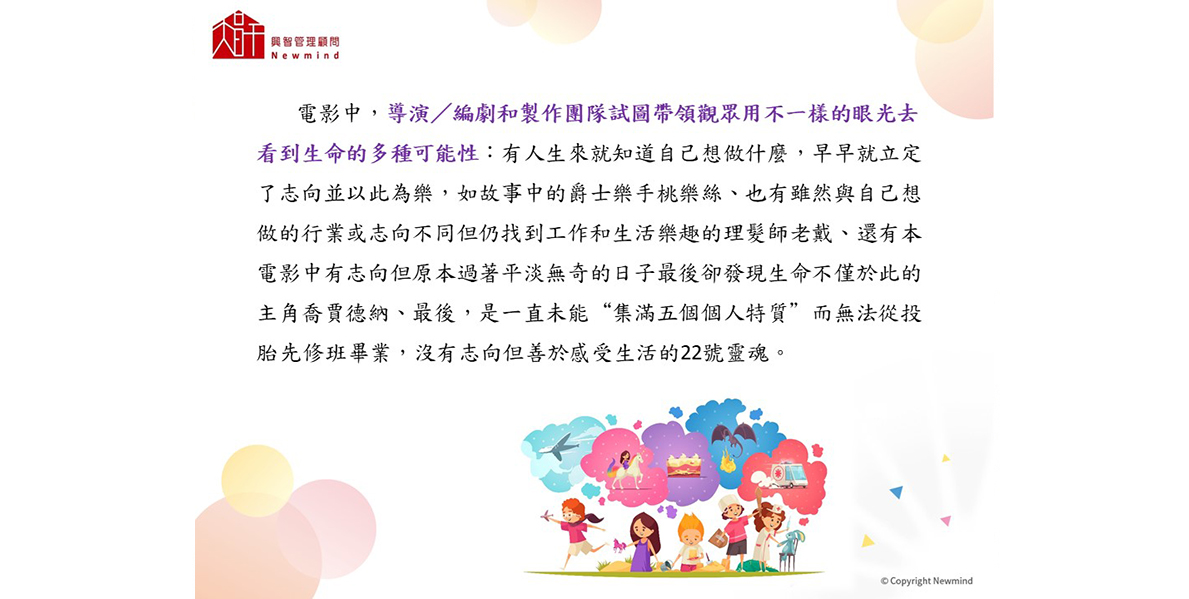 興智管理顧問
Newmind
電影中，導演／編劇和製作團隊試圖帶領觀眾用不一樣的眼光去
看到生命的多種可能性：有人生來就知道自己想做什麼，早早就立定
了志向並以此為樂，如故事中的爵士樂手桃樂絲、也有雖然與自己想
做的行業或志向不同但仍找到工作和生活樂趣的理髮師老戴、還有本
電影中有志向但原本過著平淡無奇的日子最後卻發現生命不僅於此的
主角喬賈德納、最後，是一直未能“集滿五個個人特質”而無法從投
胎先修班畢業，沒有志向但善於感受生活的22號靈魂。
© Copyright Newmind